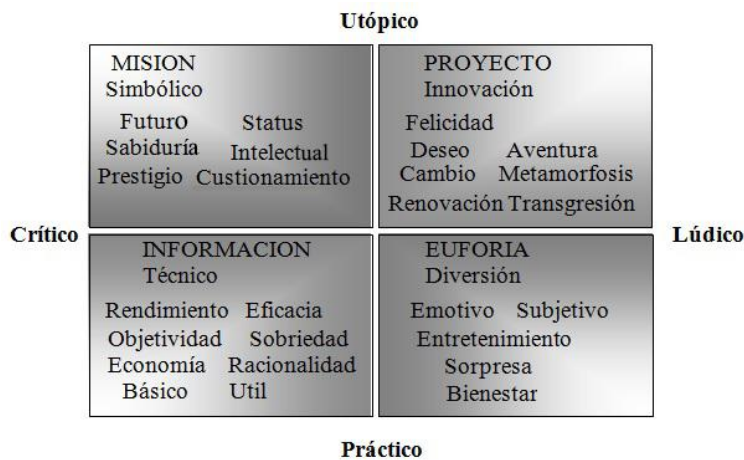 Utópico
MISION
Simbólico
Futuro Status
Sabiduría Intelectual
Prestigio Custionamiento
PROYECTO
Innovación
Felicidad
Deseo Aventura
Cambio Metamorfosis
Renovación Transgresión
Crítico
Lúdico
INFORMACION
Técnico
Rendimiento Eficacia
Objetividad Sobriedad
Economía Racionalidad
Básico Util
EUFORIA
Diversión
Emotivo Subjetivo
Entretenimiento
Sorpresa
Bienestar
Práctico